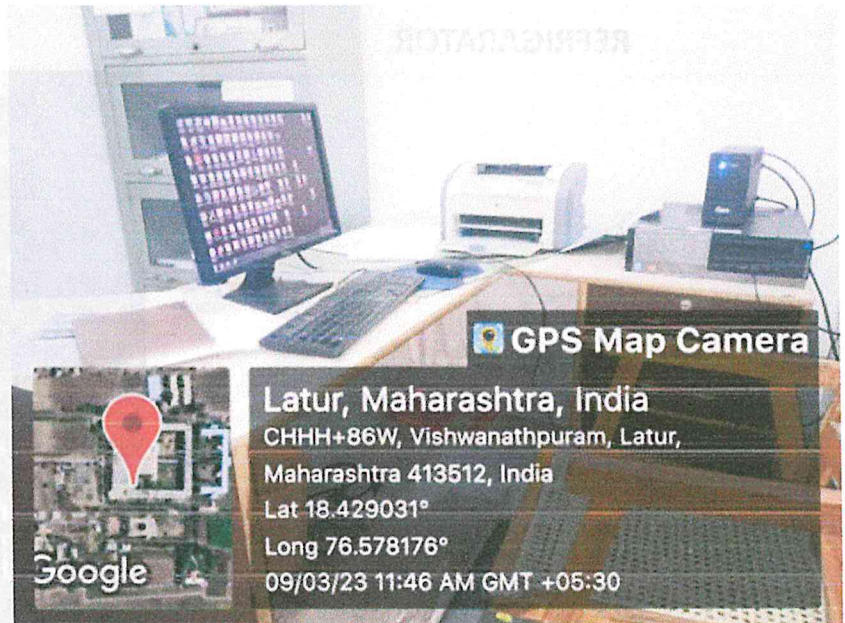 REFRIGARATOR
GPS Map Camera
Latur, Maharashtra, India
CHHH+86W, Vishwanathpuram, Latur,
Maharashtra 413512, India
Lat 18.429031°
Long 76.578176°
09/03/23 11:46 AM GMT +05:30
Google